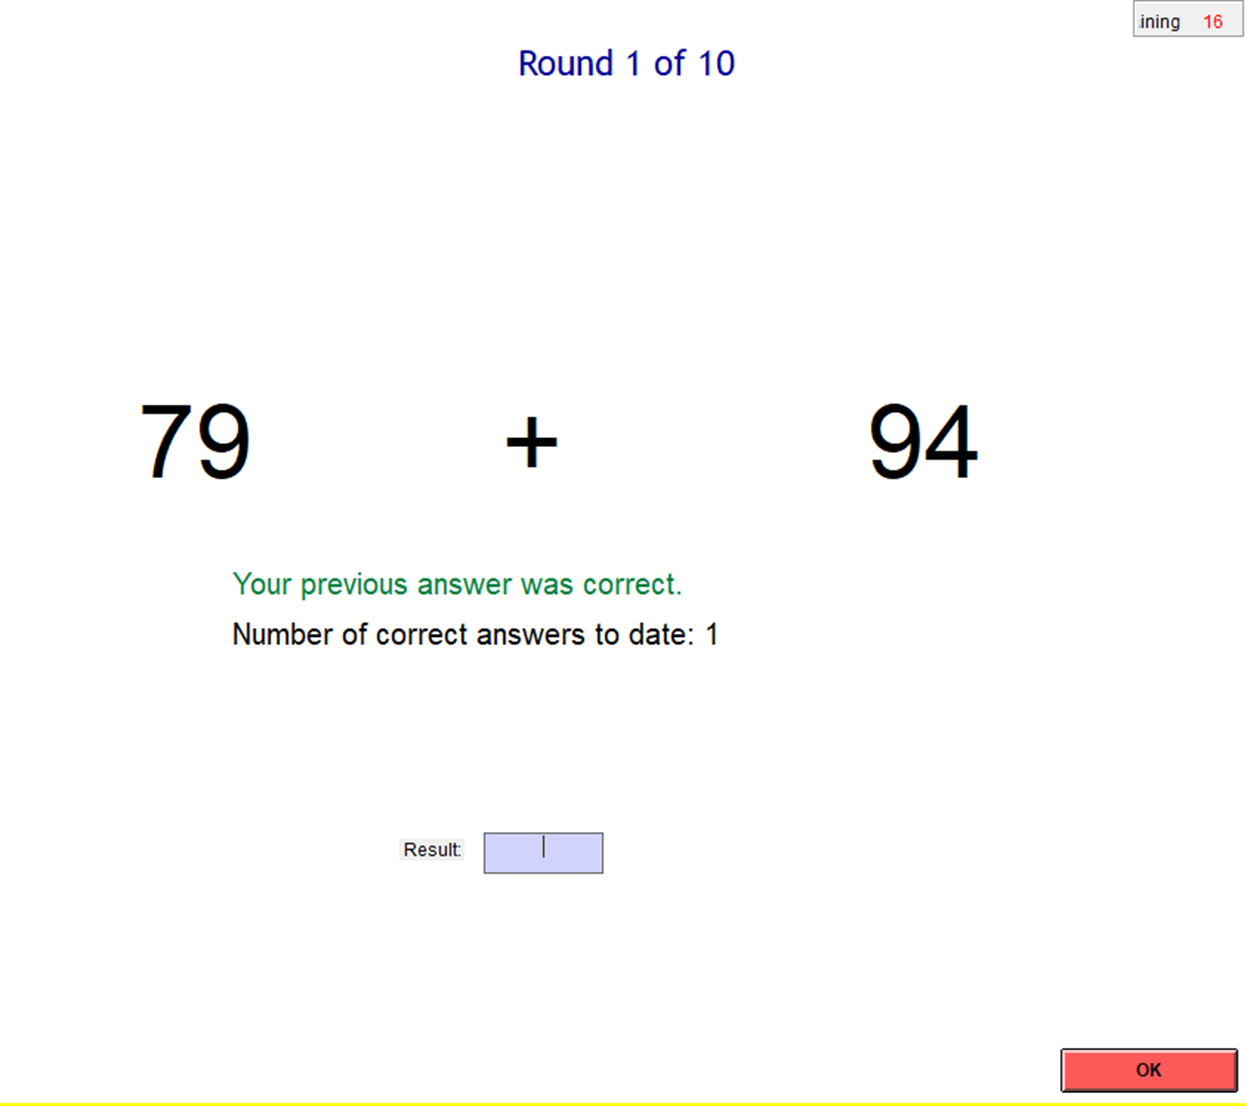 ining 16
Round 1 of 10
79 + 94
Your previous answer was correct.
Number of correct answers to date: 1
Result:
OK